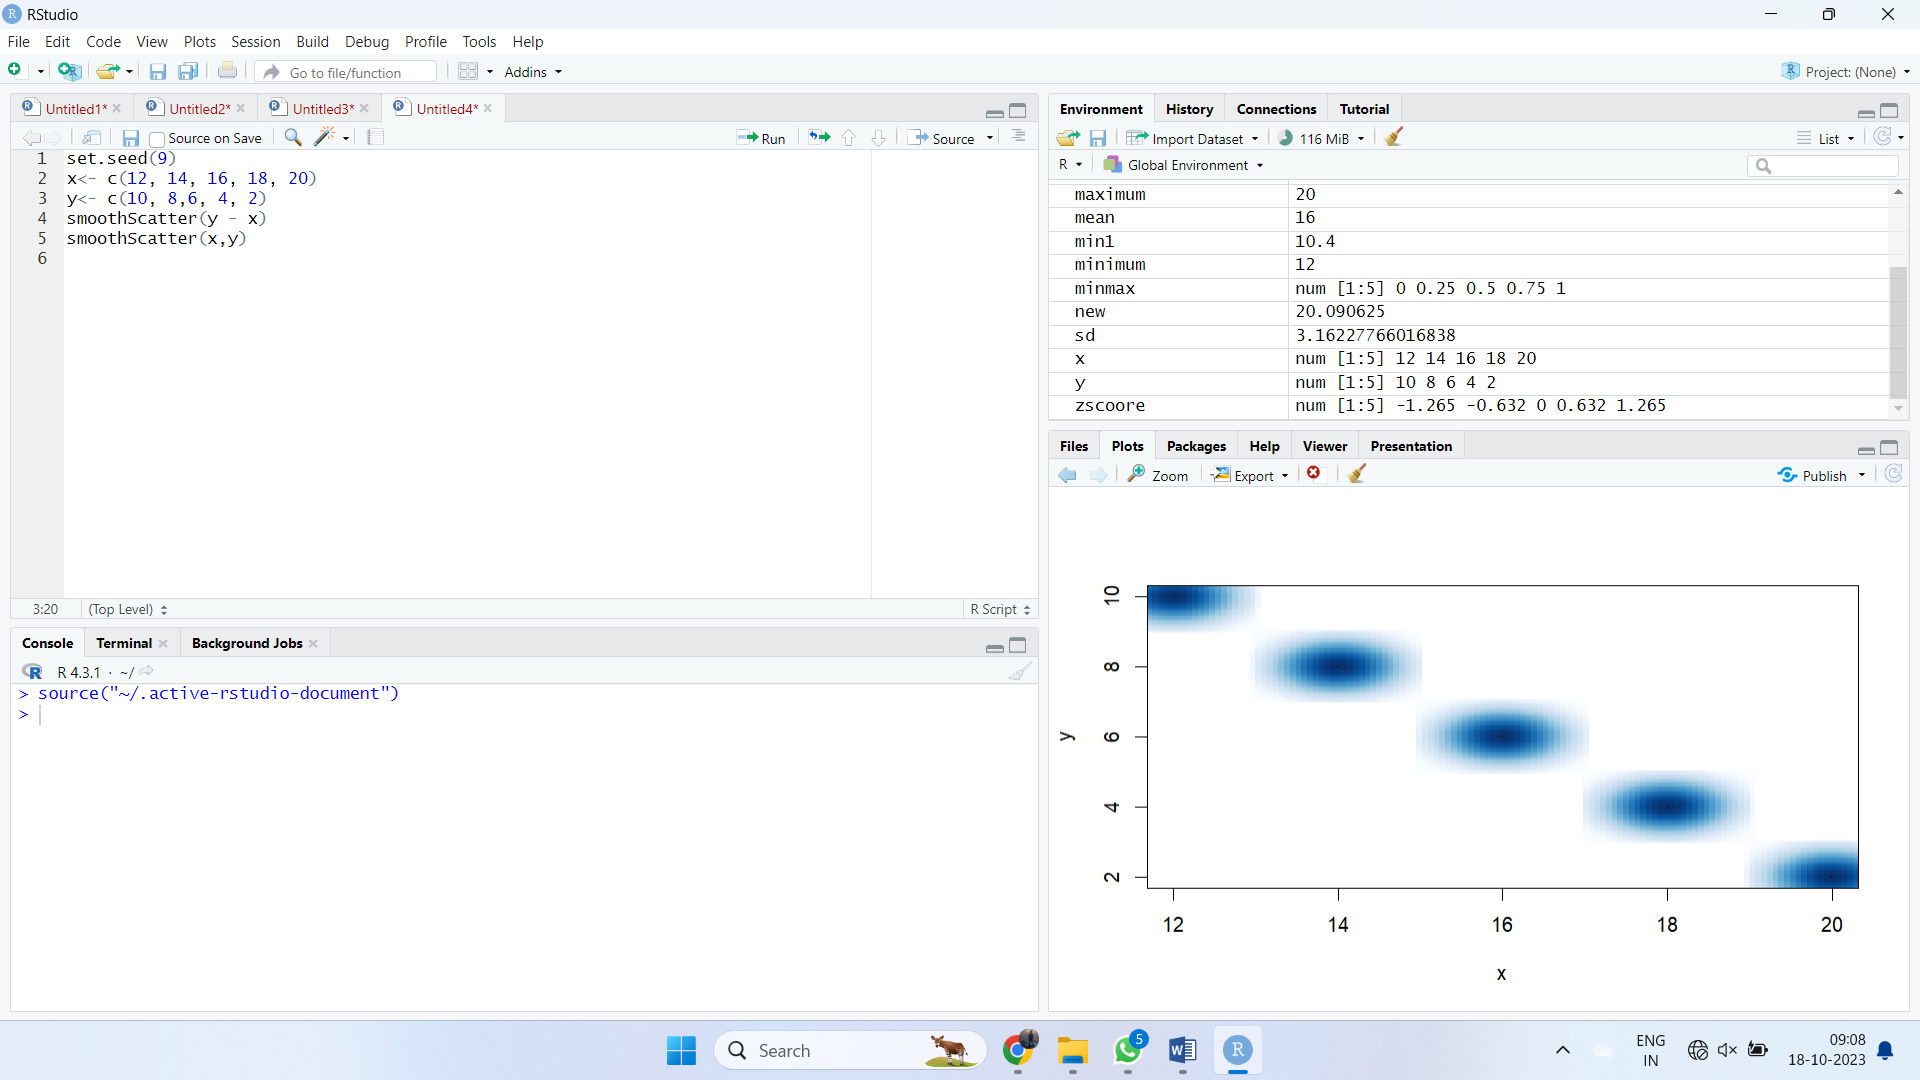 RStudio
File Edit Code View Plots Session Build Debug Profile Tools Help
Go to file/function
Addins
Project: (None)
Untitled1*
Untitled2*
Untitled3*
Untitled4*
Source on Save
Run
Source
1 set.seed(9)
2 x<- c(12, 14, 16, 18, 20)
3 y<- c(10, 8,6, 4, 2)
4 smoothScatter(y - x)
5 smoothScatter(x,y)
6
3:20 (Top Level) R Script
Console Terminal Background Jobs
R 4.3.1 · ~/
> source("~/.active-rstudio-document")
>
Environment History Connections Tutorial
Import Dataset 116 MiB List
R Global Environment
maximum 20
mean 16
min1 10.4
minimum 12
minmax num [1:5] 0 0.25 0.5 0.75 1
new 20.090625
sd 3.16227766016838
x num [1:5] 12 14 16 18 20
y num [1:5] 10 8 6 4 2
zscoore num [1:5] -1.265 -0.632 0 0.632 1.265
Files Plots Packages Help Viewer Presentation
Zoom Export Publish
10
8
6
4
2
y
12 14 16 18 20
x
Search
5
ENG
IN
09:08
18-10-2023